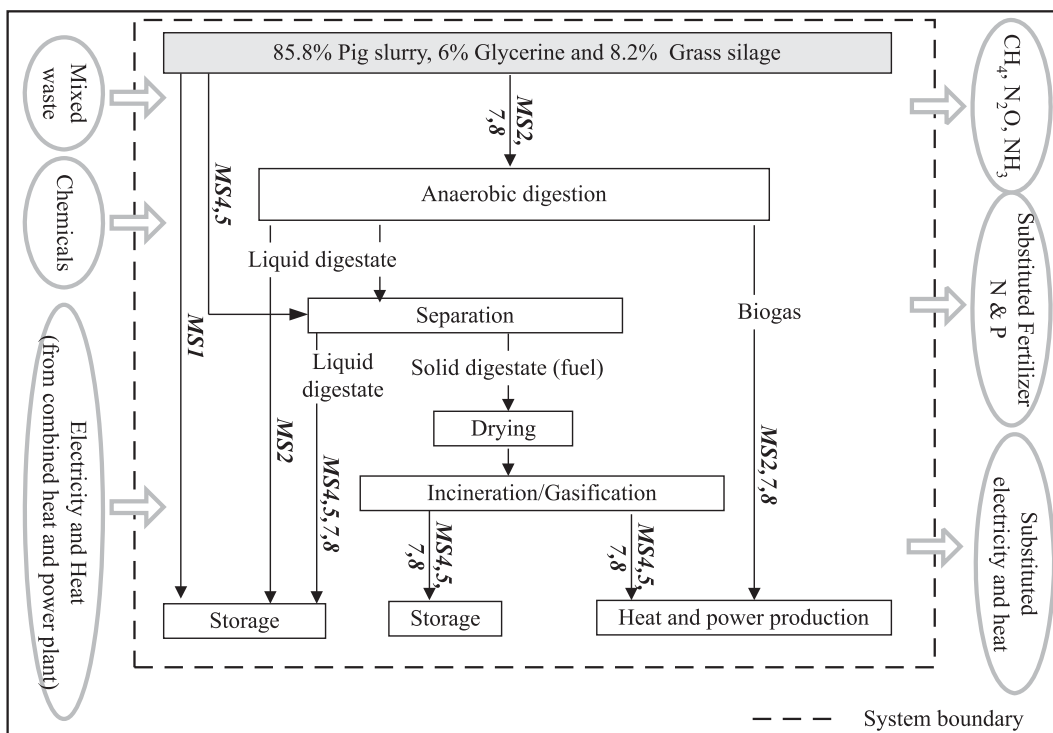 85.8% Pig slurry, 6% Glycerine and 8.2% Grass silage
Mixed
waste
Chemicals
Electricity and Heat
(from combined heat and power plant)
MS1
MS4,5
MS2,
7,8
Anaerobic digestion
Liquid digestate
Separation
Biogas
Liquid
digestate
Solid digestate (fuel)
Drying
MS2
MS4,5,7,8
Incineration/Gasification
MS2,7,8
MS4,5,
7,8
MS4,5,
7,8
Storage
Storage
Heat and power production
CH4, N2O, NH3
Substituted Fertilizer
N & P
Substituted
electricity and heat
System boundary